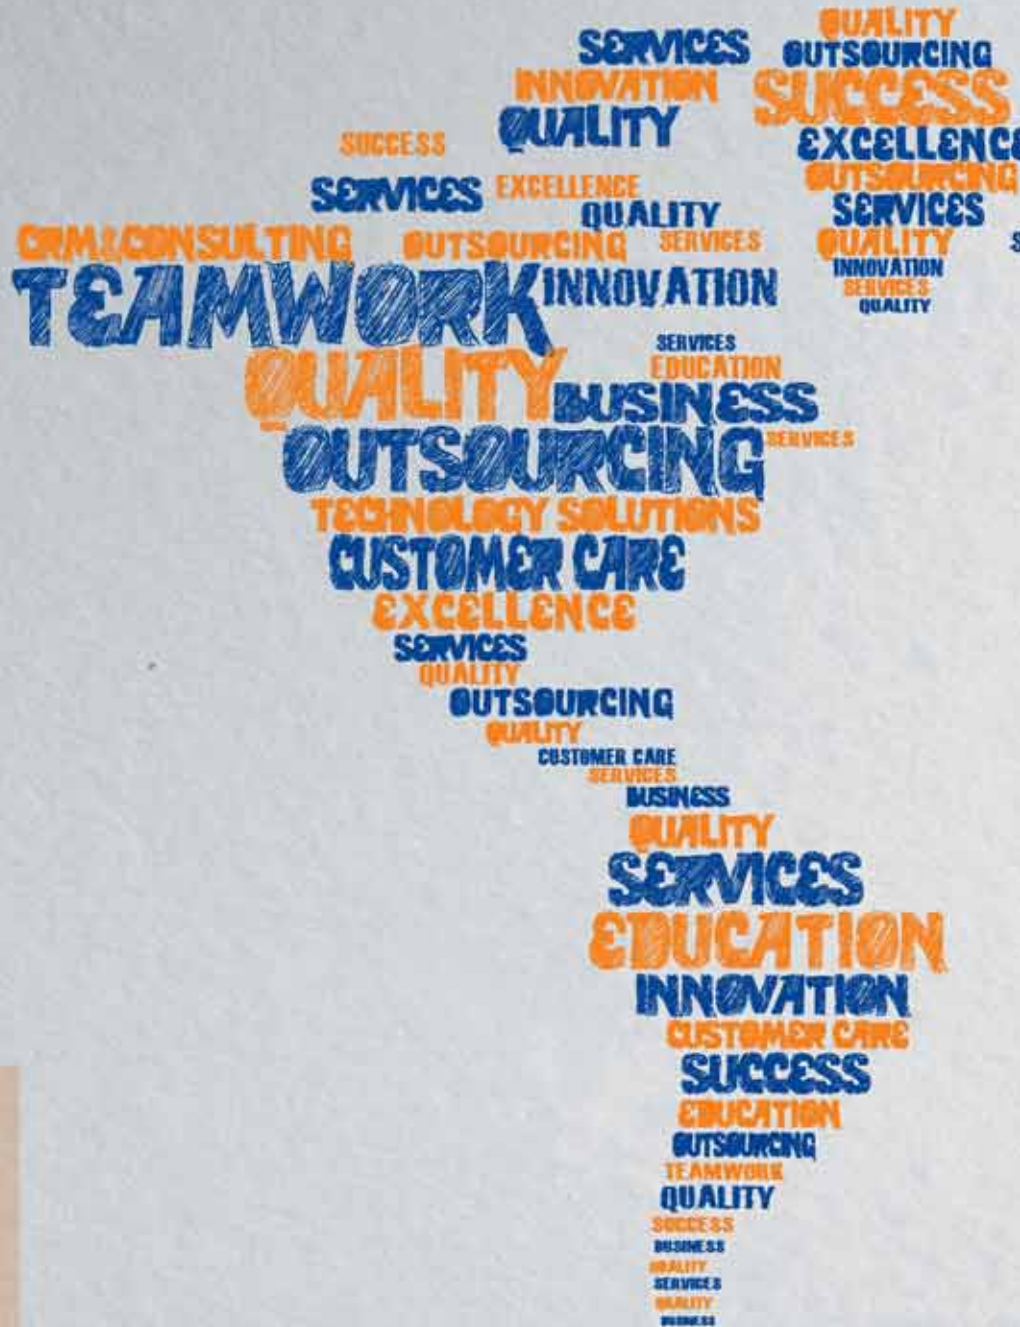 QUALITY
SERVICES OUTSOURCING
INNOVATION SUCCESS
QUALITY EXCELLENCE
SUCCESS OUTSOURCING
SERVICES EXCELLENCE
QUALITY SERVICES
CRM&CONSULTING OUTSOURCING SERVICES QUALITY
TEAMWORK INNOVATION INNOVATION
SERVICES
QUALITY
SERVICES
EDUCATION
QUALITY BUSINESS
OUTSOURCING SERVICES
TECHNOLOGY SOLUTIONS
CUSTOMER CARE
EXCELLENCE
SERVICES
QUALITY
OUTSOURCING
QUALITY
CUSTOMER CARE
SERVICES
BUSINESS
QUALITY
SERVICES
EDUCATION
INNOVATION
CUSTOMER CARE
SUCCESS
EDUCATION
OUTSOURCING
TEAMWORK
QUALITY
SUCCESS
BUSINESS
QUALITY
SERVICES
QUALITY
BUSINESS